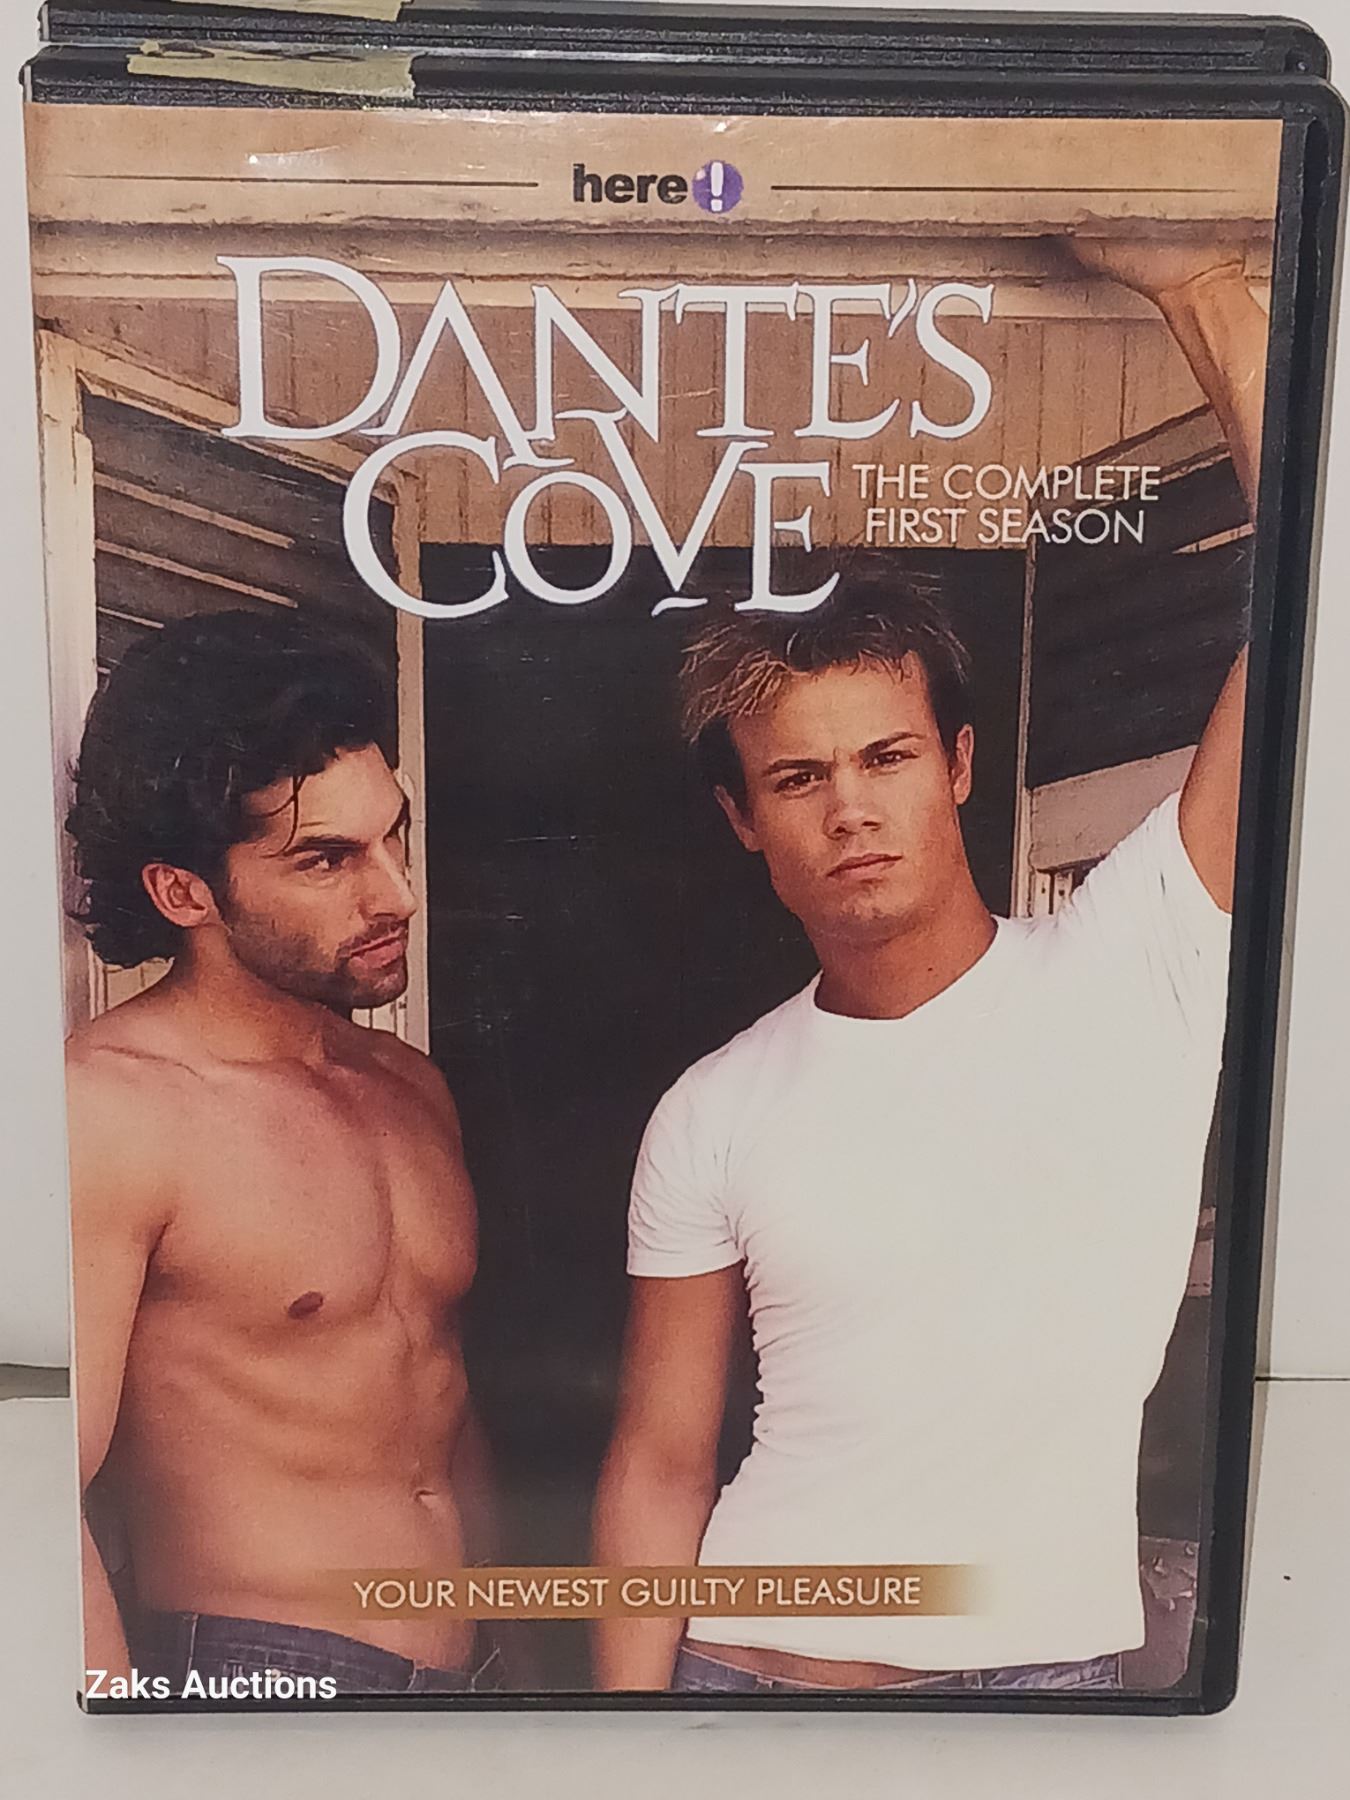 here!
DANTE'S
COVE
THE COMPLETE
FIRST SEASON
YOUR NEWEST GUILTY PLEASURE
Zaks Auctions